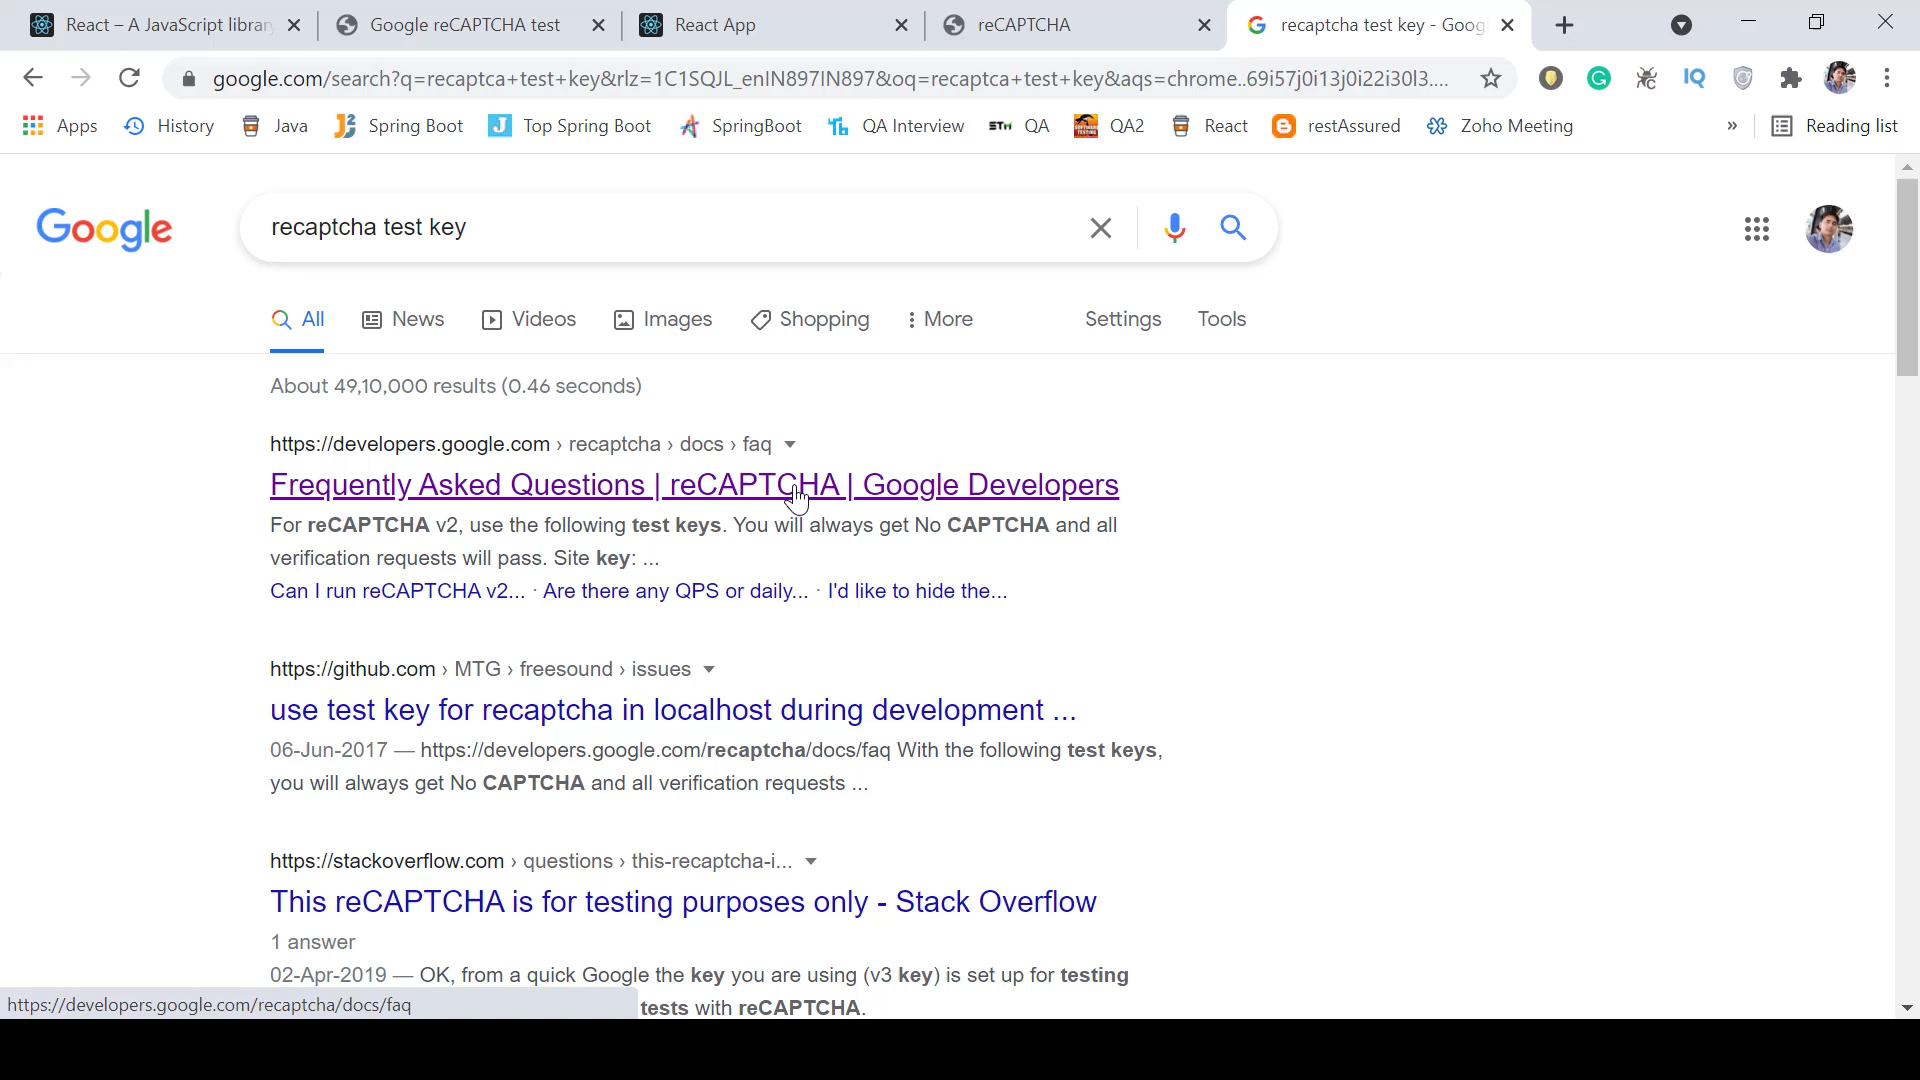 React – A JavaScript librar
Google reCAPTCHA test
React App
reCAPTCHA
recaptcha test key - Goog
google.com/search?q=recaptca+test+key&rlz=1C1SQJL_enIN897IN897&oq=recaptca+test+key&aqs=chrome..69i57j0i13j0i22i30l3....
Apps History Java Spring Boot Top Spring Boot SpringBoot QA Interview QA QA2 React restAssured Zoho Meeting » Reading list
Google
recaptcha test key
All News Videos Images Shopping More Settings Tools
About 49,10,000 results (0.46 seconds)
https://developers.google.com › recaptcha › docs › faq
Frequently Asked Questions | reCAPTCHA | Google Developers
For reCAPTCHA v2, use the following test keys. You will always get No CAPTCHA and all
verification requests will pass. Site key: ...
Can I run reCAPTCHA v2... · Are there any QPS or daily... · I'd like to hide the...
https://github.com › MTG › freesound › issues
use test key for recaptcha in localhost during development ...
06-Jun-2017 — https://developers.google.com/recaptcha/docs/faq With the following test keys,
you will always get No CAPTCHA and all verification requests ...
https://stackoverflow.com › questions › this-recaptcha-i...
This reCAPTCHA is for testing purposes only - Stack Overflow
1 answer
02-Apr-2019 — OK, from a quick Google the key you are using (v3 key) is set up for testing
tests with reCAPTCHA.
https://developers.google.com/recaptcha/docs/faq